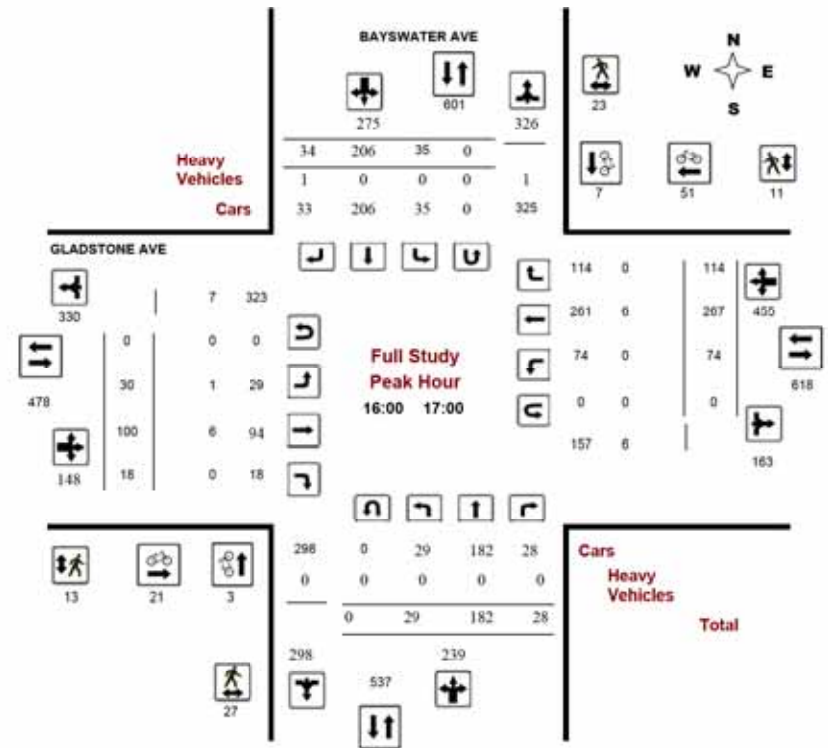 BAYSWATER AVE
N
W E
S
601
23
275 326
34 206 35 0
Heavy
Vehicles
1 0 0 0 1
7 51 11
Cars
33 206 35 0 325
GLADSTONE AVE
114 0 114
7 323
330
261 6 267 455
0 0 0
Full Study
Peak Hour
16:00 17:00
74 0 74
618
478
30 1 29
0 0 0
100 6 94
157 6
163
148 18 0 18
298 0 29 182 28
Cars
0 0 0 0 0
Heavy
Vehicles
13 21 3
0 29 182 28
Total
298 239
537
27